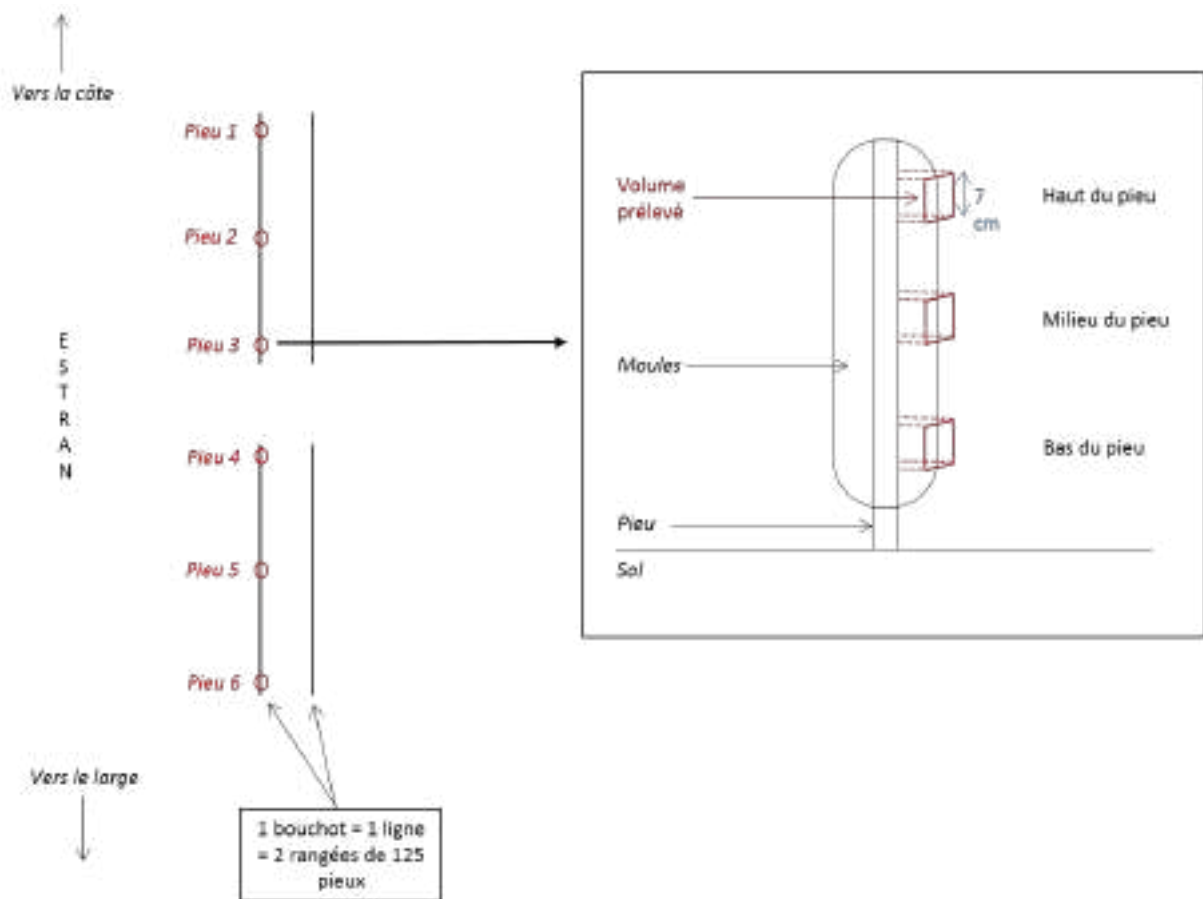 Vers la côte
Pieu 1
Pieu 2
Pieu 3
E
S
T
R
A
N
Pieu 4
Pieu 5
Pieu 6
Vers le large
1 bouchot = 1 ligne
= 2 rangées de 125
pieux
Volume
prélevé
7
cm
Haut du pieu
Milieu du pieu
Moules
Bas du pieu
Pieu
Sol